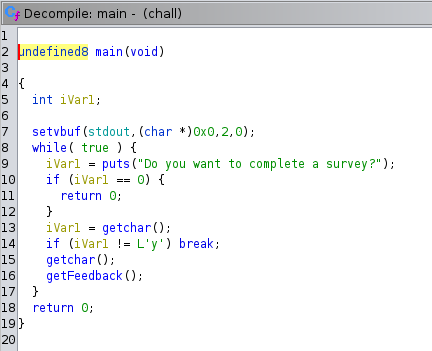 Decompile: main - (chall)
1
2 undefined8 main(void)
3
4 {
5   int iVar1;
6
7   setvbuf(stdout,(char *)0x0,2,0);
8   while( true ) {
9     iVar1 = puts("Do you want to complete a survey?");
10     if (iVar1 == 0) {
11       return 0;
12     }
13     iVar1 = getchar();
14     if (iVar1 != L'y') break;
15     getchar();
16     getFeedback();
17   }
18   return 0;
19 }
20